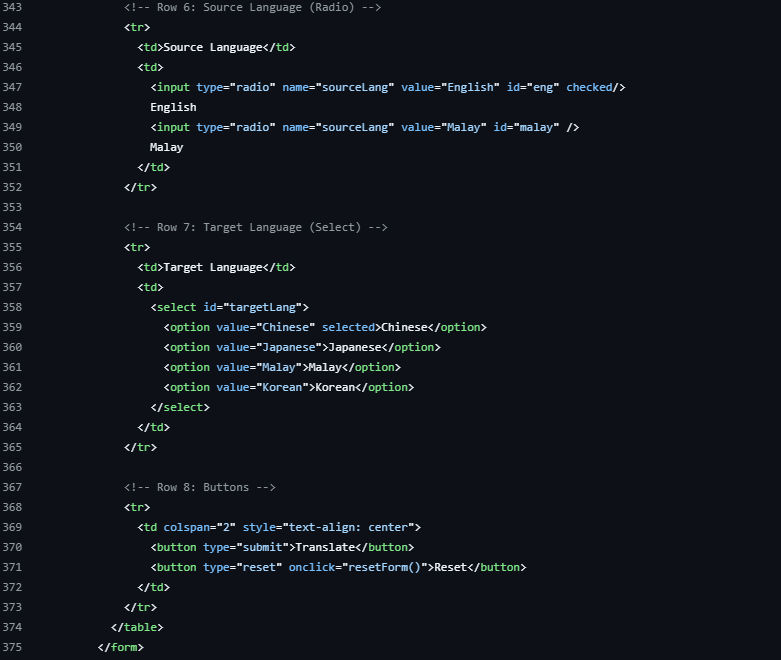 343 <!-- Row 6: Source Language (Radio) -->
344 <tr>
345 <td>Source Language</td>
346 <td>
347 <input type="radio" name="sourceLang" value="English" id="eng" checked/>
348 English
349 <input type="radio" name="sourceLang" value="Malay" id="malay" />
350 Malay
351 </td>
352 </tr>
353
354 <!-- Row 7: Target Language (Select) -->
355 <tr>
356 <td>Target Language</td>
357 <td>
358 <select id="targetLang">
359 <option value="Chinese" selected>Chinese</option>
360 <option value="Japanese">Japanese</option>
361 <option value="Malay">Malay</option>
362 <option value="Korean">Korean</option>
363 </select>
364 </td>
365 </tr>
366
367 <!-- Row 8: Buttons -->
368 <tr>
369 <td colspan="2" style="text-align: center">
370 <button type="submit">Translate</button>
371 <button type="reset" onclick="resetForm()">Reset</button>
372 </td>
373 </tr>
374 </table>
375 </form>